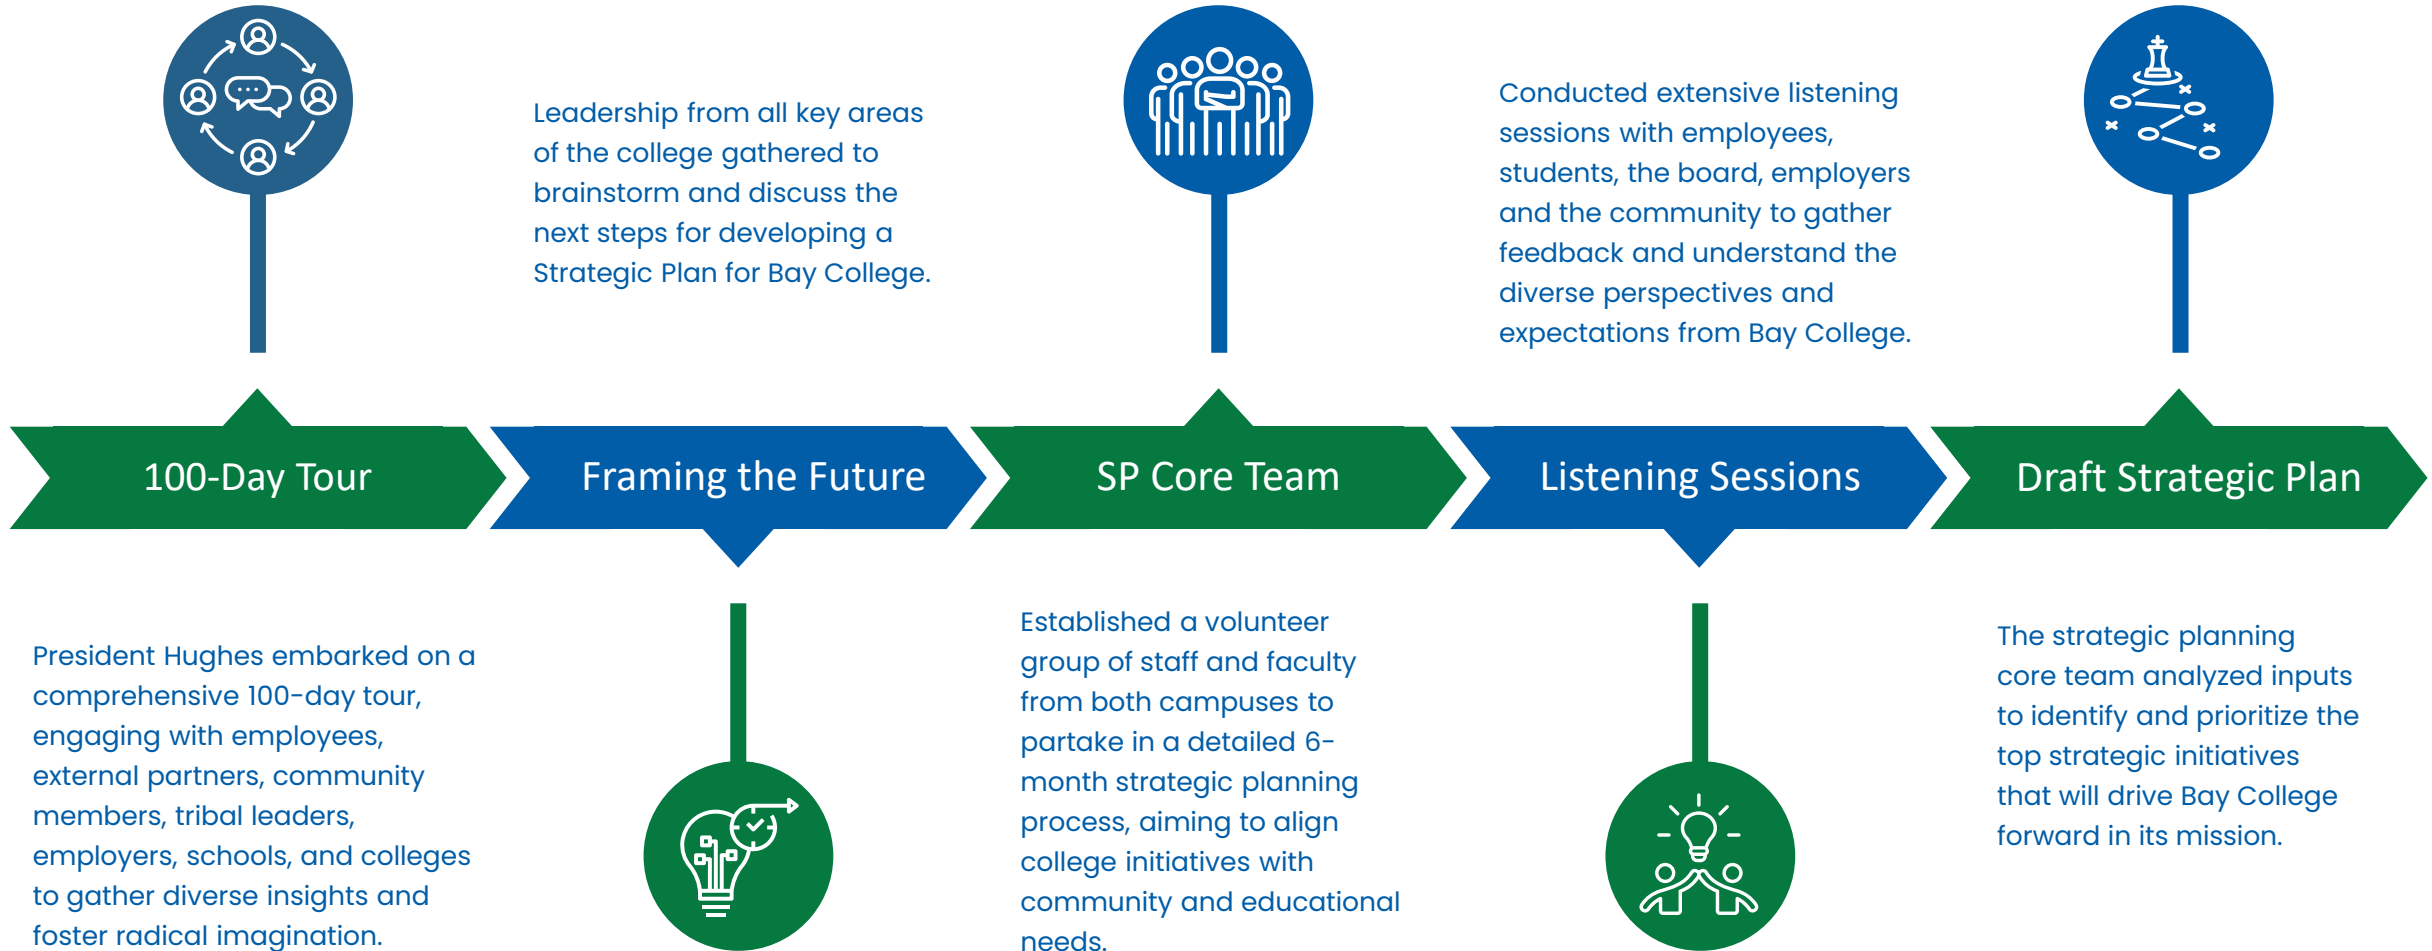 100-Day Tour
President Hughes embarked on a
comprehensive 100-day tour,
engaging with employees,
external partners, community
members, tribal leaders,
employers, schools, and colleges
to gather diverse insights and
foster radical imagination.
Framing the Future
Leadership from all key areas
of the college gathered to
brainstorm and discuss the
next steps for developing a
Strategic Plan for Bay College.
SP Core Team
Established a volunteer
group of staff and faculty
from both campuses to
partake in a detailed 6-
month strategic planning
process, aiming to align
college initiatives with
community and educational
needs.
Listening Sessions
Conducted extensive listening
sessions with employees,
students, the board, employers
and the community to gather
feedback and understand the
diverse perspectives and
expectations from Bay College.
Draft Strategic Plan
The strategic planning
core team analyzed inputs
to identify and prioritize the
top strategic initiatives
that will drive Bay College
forward in its mission.